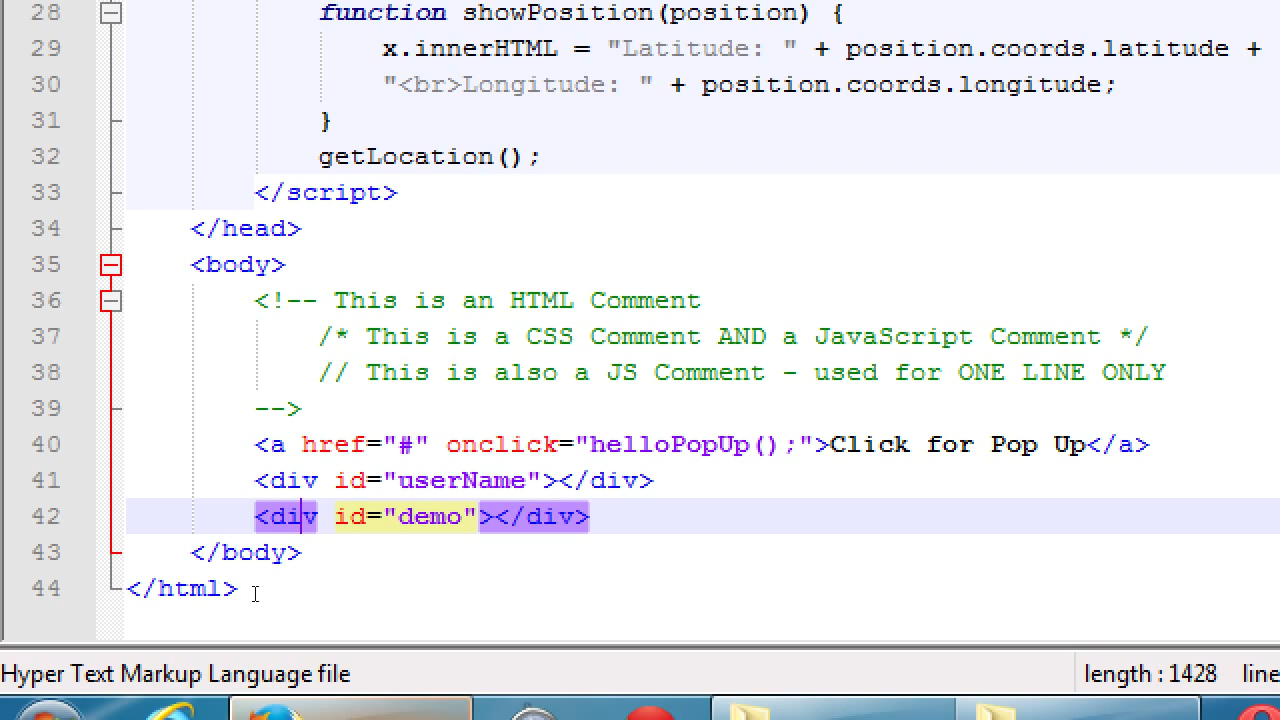 28 function showPosition(position) {
29 x.innerHTML = "Latitude: " + position.coords.latitude +
30 "<br>Longitude: " + position.coords.longitude;
31 }
32 getLocation();
33 </script>
34 </head>
35 <body>
36 <!-- This is an HTML Comment
37 /* This is a CSS Comment AND a JavaScript Comment */
38 // This is also a JS Comment - used for ONE LINE ONLY
39 -->
40 <a href="#" onclick="helloPopUp();">Click for Pop Up</a>
41 <div id="userName"></div>
42 <div id="demo"></div>
43 </body>
44 </html>
Hyper Text Markup Language file length : 1428 line